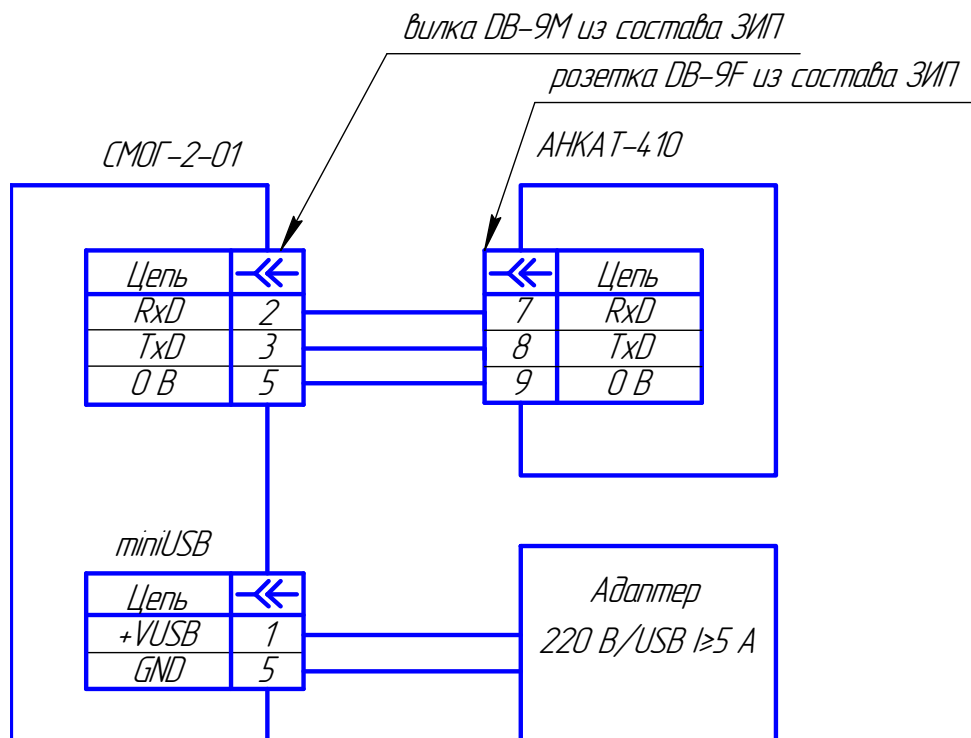 вилка DB-9M из состава ЗИП
розетка DB-9F из состава ЗИП
СМОГ-2-01
АНКАТ-410
Цепь
RxD 2
TxD 3
0 В 5
Цепь
7 RxD
8 TxD
9 0 В
miniUSB
Цепь
+VUSB 1
GND 5
Адаптер
220 В/USB I≥5 А